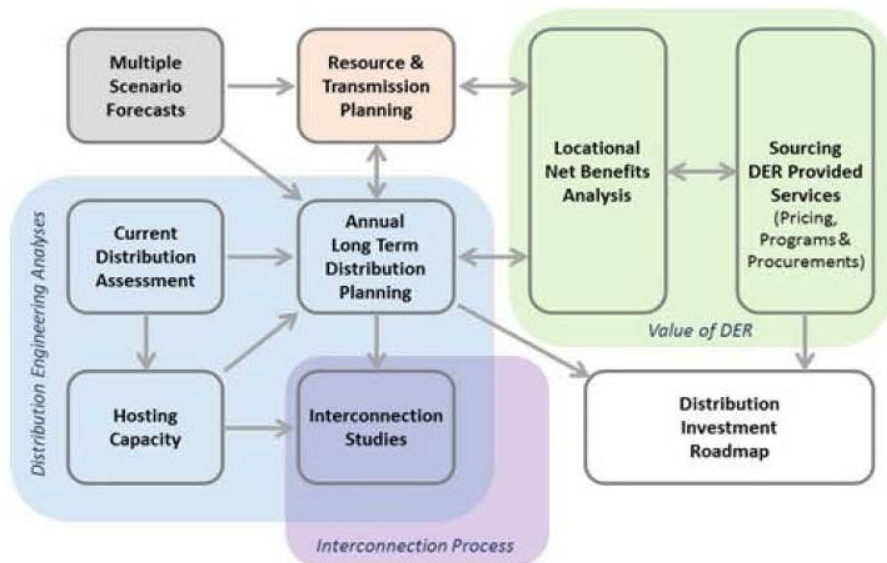 Multiple
Scenario
Forecasts
Resource &
Transmission
Planning
Locational
Net Benefits
Analysis
Sourcing
DER Provided
Services
(Pricing,
Programs &
Procurements)
Value of DER
Distribution Engineering Analyses
Current
Distribution
Assessment
Annual
Long Term
Distribution
Planning
Hosting
Capacity
Interconnection
Studies
Distribution
Investment
Roadmap
Interconnection Process